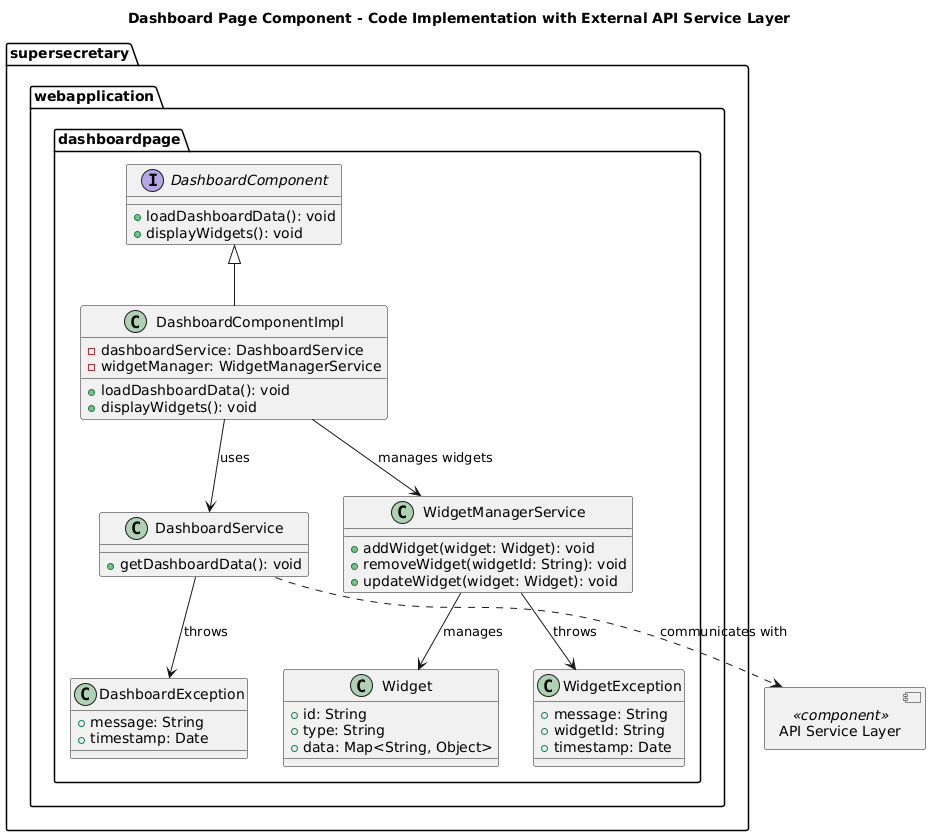 Dashboard Page Component - Code Implementation with External API Service Layer
supersecretary
webapplication
dashboardpage
I DashboardComponent
loadDashboardData(): void
displayWidgets(): void
C DashboardComponentImpl
dashboardService: DashboardService
widgetManager: WidgetManagerService
loadDashboardData(): void
displayWidgets(): void
uses
manages widgets
C DashboardService
getDashboardData(): void
C WidgetManagerService
addWidget(widget: Widget): void
removeWidget(widgetId: String): void
updateWidget(widget: Widget): void
throws
manages
throws
communicates with
C DashboardException
message: String
timestamp: Date
C Widget
id: String
type: String
data: Map<String, Object>
C WidgetException
message: String
widgetId: String
timestamp: Date
«component»
API Service Layer